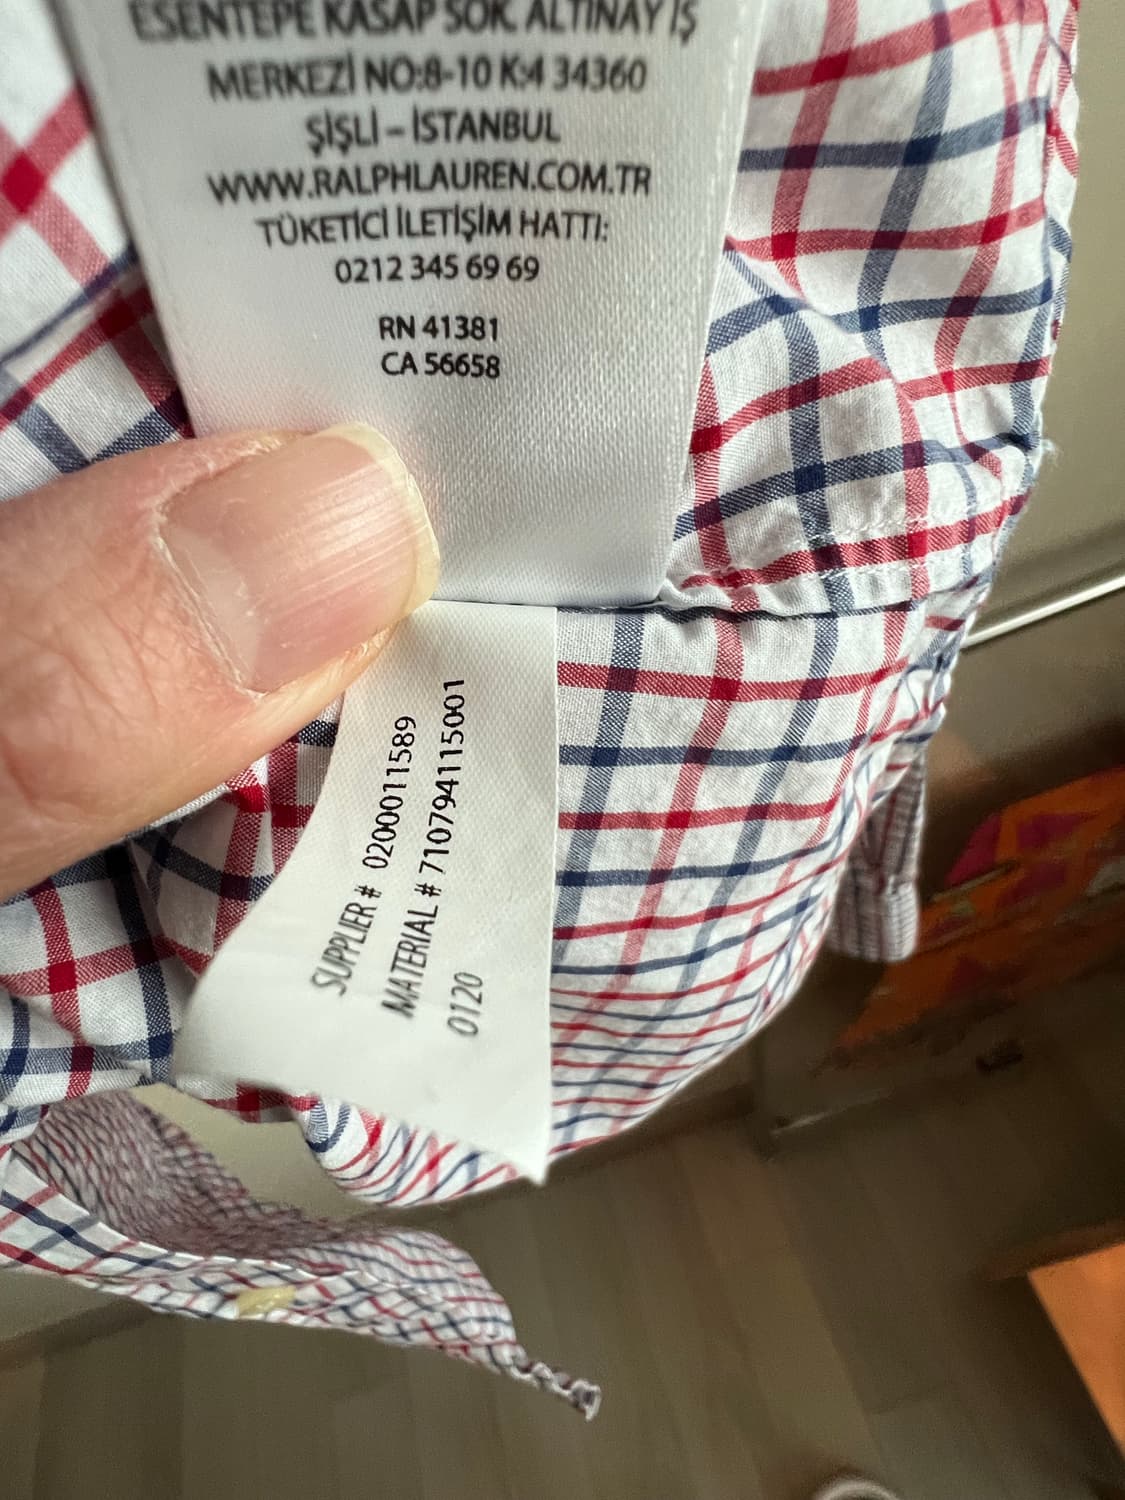 ESENTEPE KASAP SOK. ALTINAY İŞ
MERKEZİ NO:8-10 K:4 34360
ŞİŞLİ – İSTANBUL
WWW.RALPHLAUREN.COM.TR
TÜKETİCİ İLETİŞİM HATTI:
0212 345 69 69
RN 41381
CA 56658
SUPPLIER # 0200011589
MATERIAL # 710794115001
0120